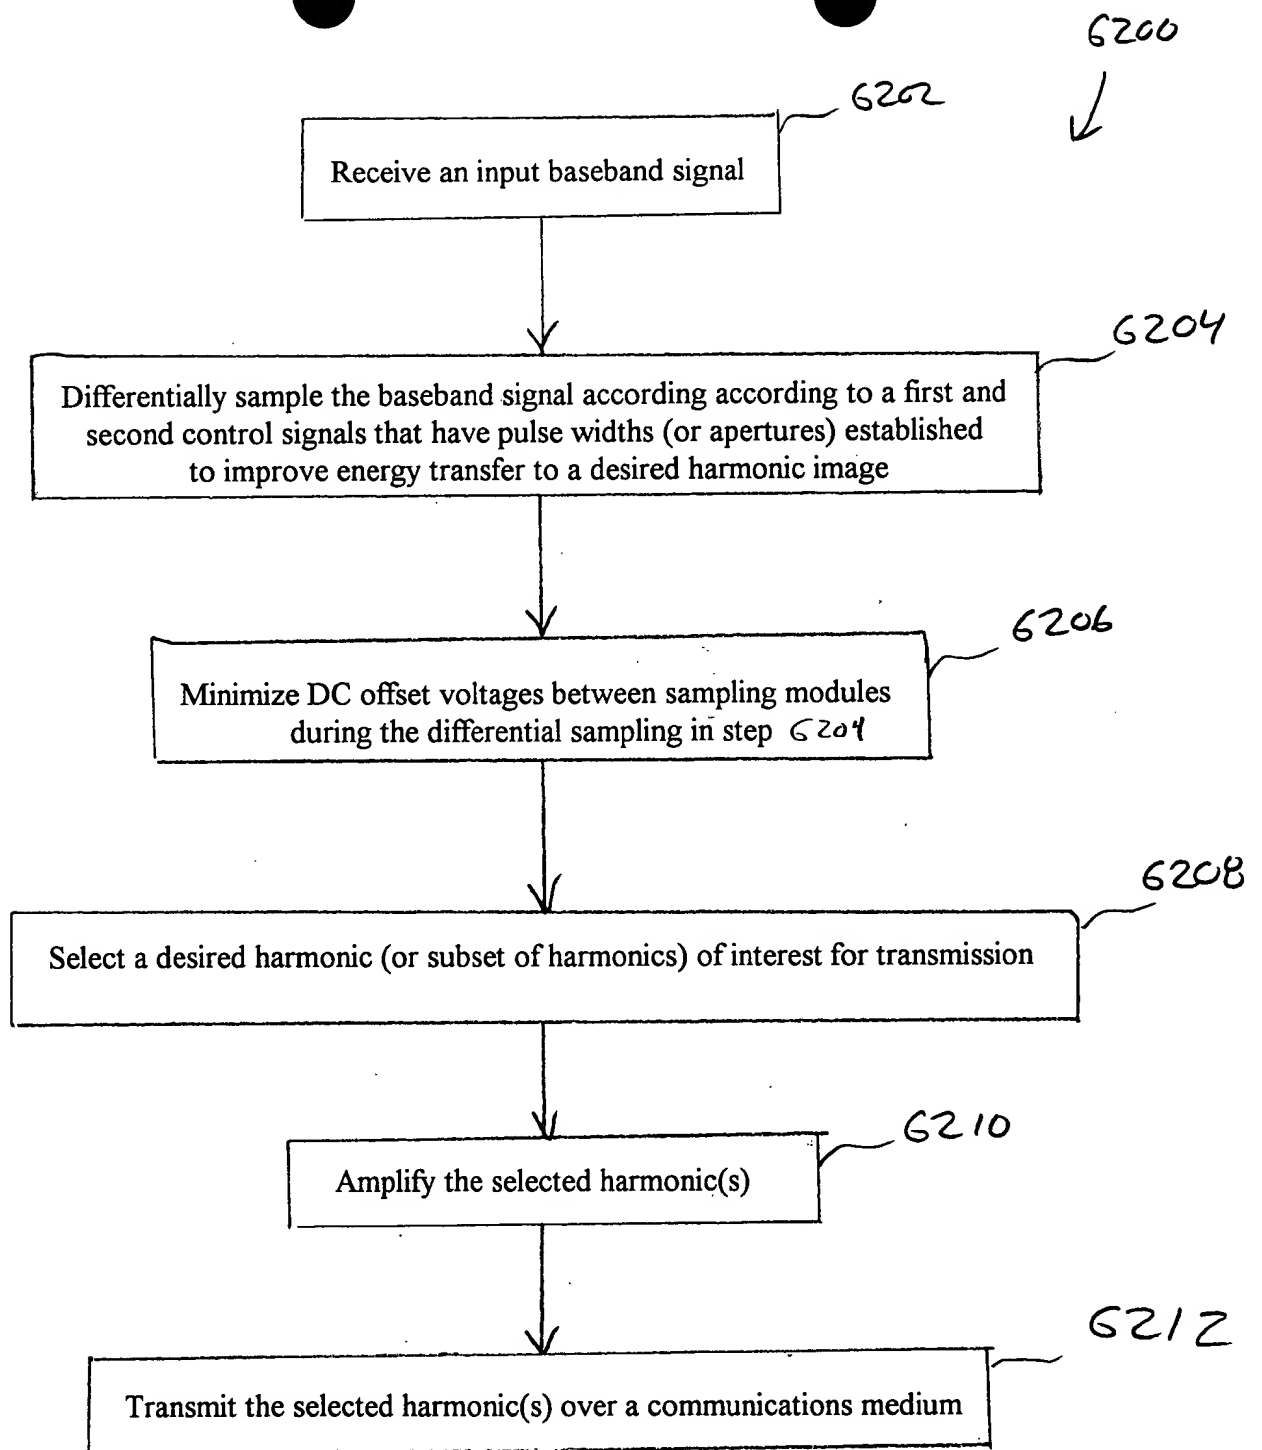 6200
6202
Receive an input baseband signal
6204
Differentially sample the baseband signal according according to a first and
second control signals that have pulse widths (or apertures) established
to improve energy transfer to a desired harmonic image
6206
Minimize DC offset voltages between sampling modules
during the differential sampling in step 6204
6208
Select a desired harmonic (or subset of harmonics) of interest for transmission
6210
Amplify the selected harmonic(s)
6212
Transmit the selected harmonic(s) over a communications medium